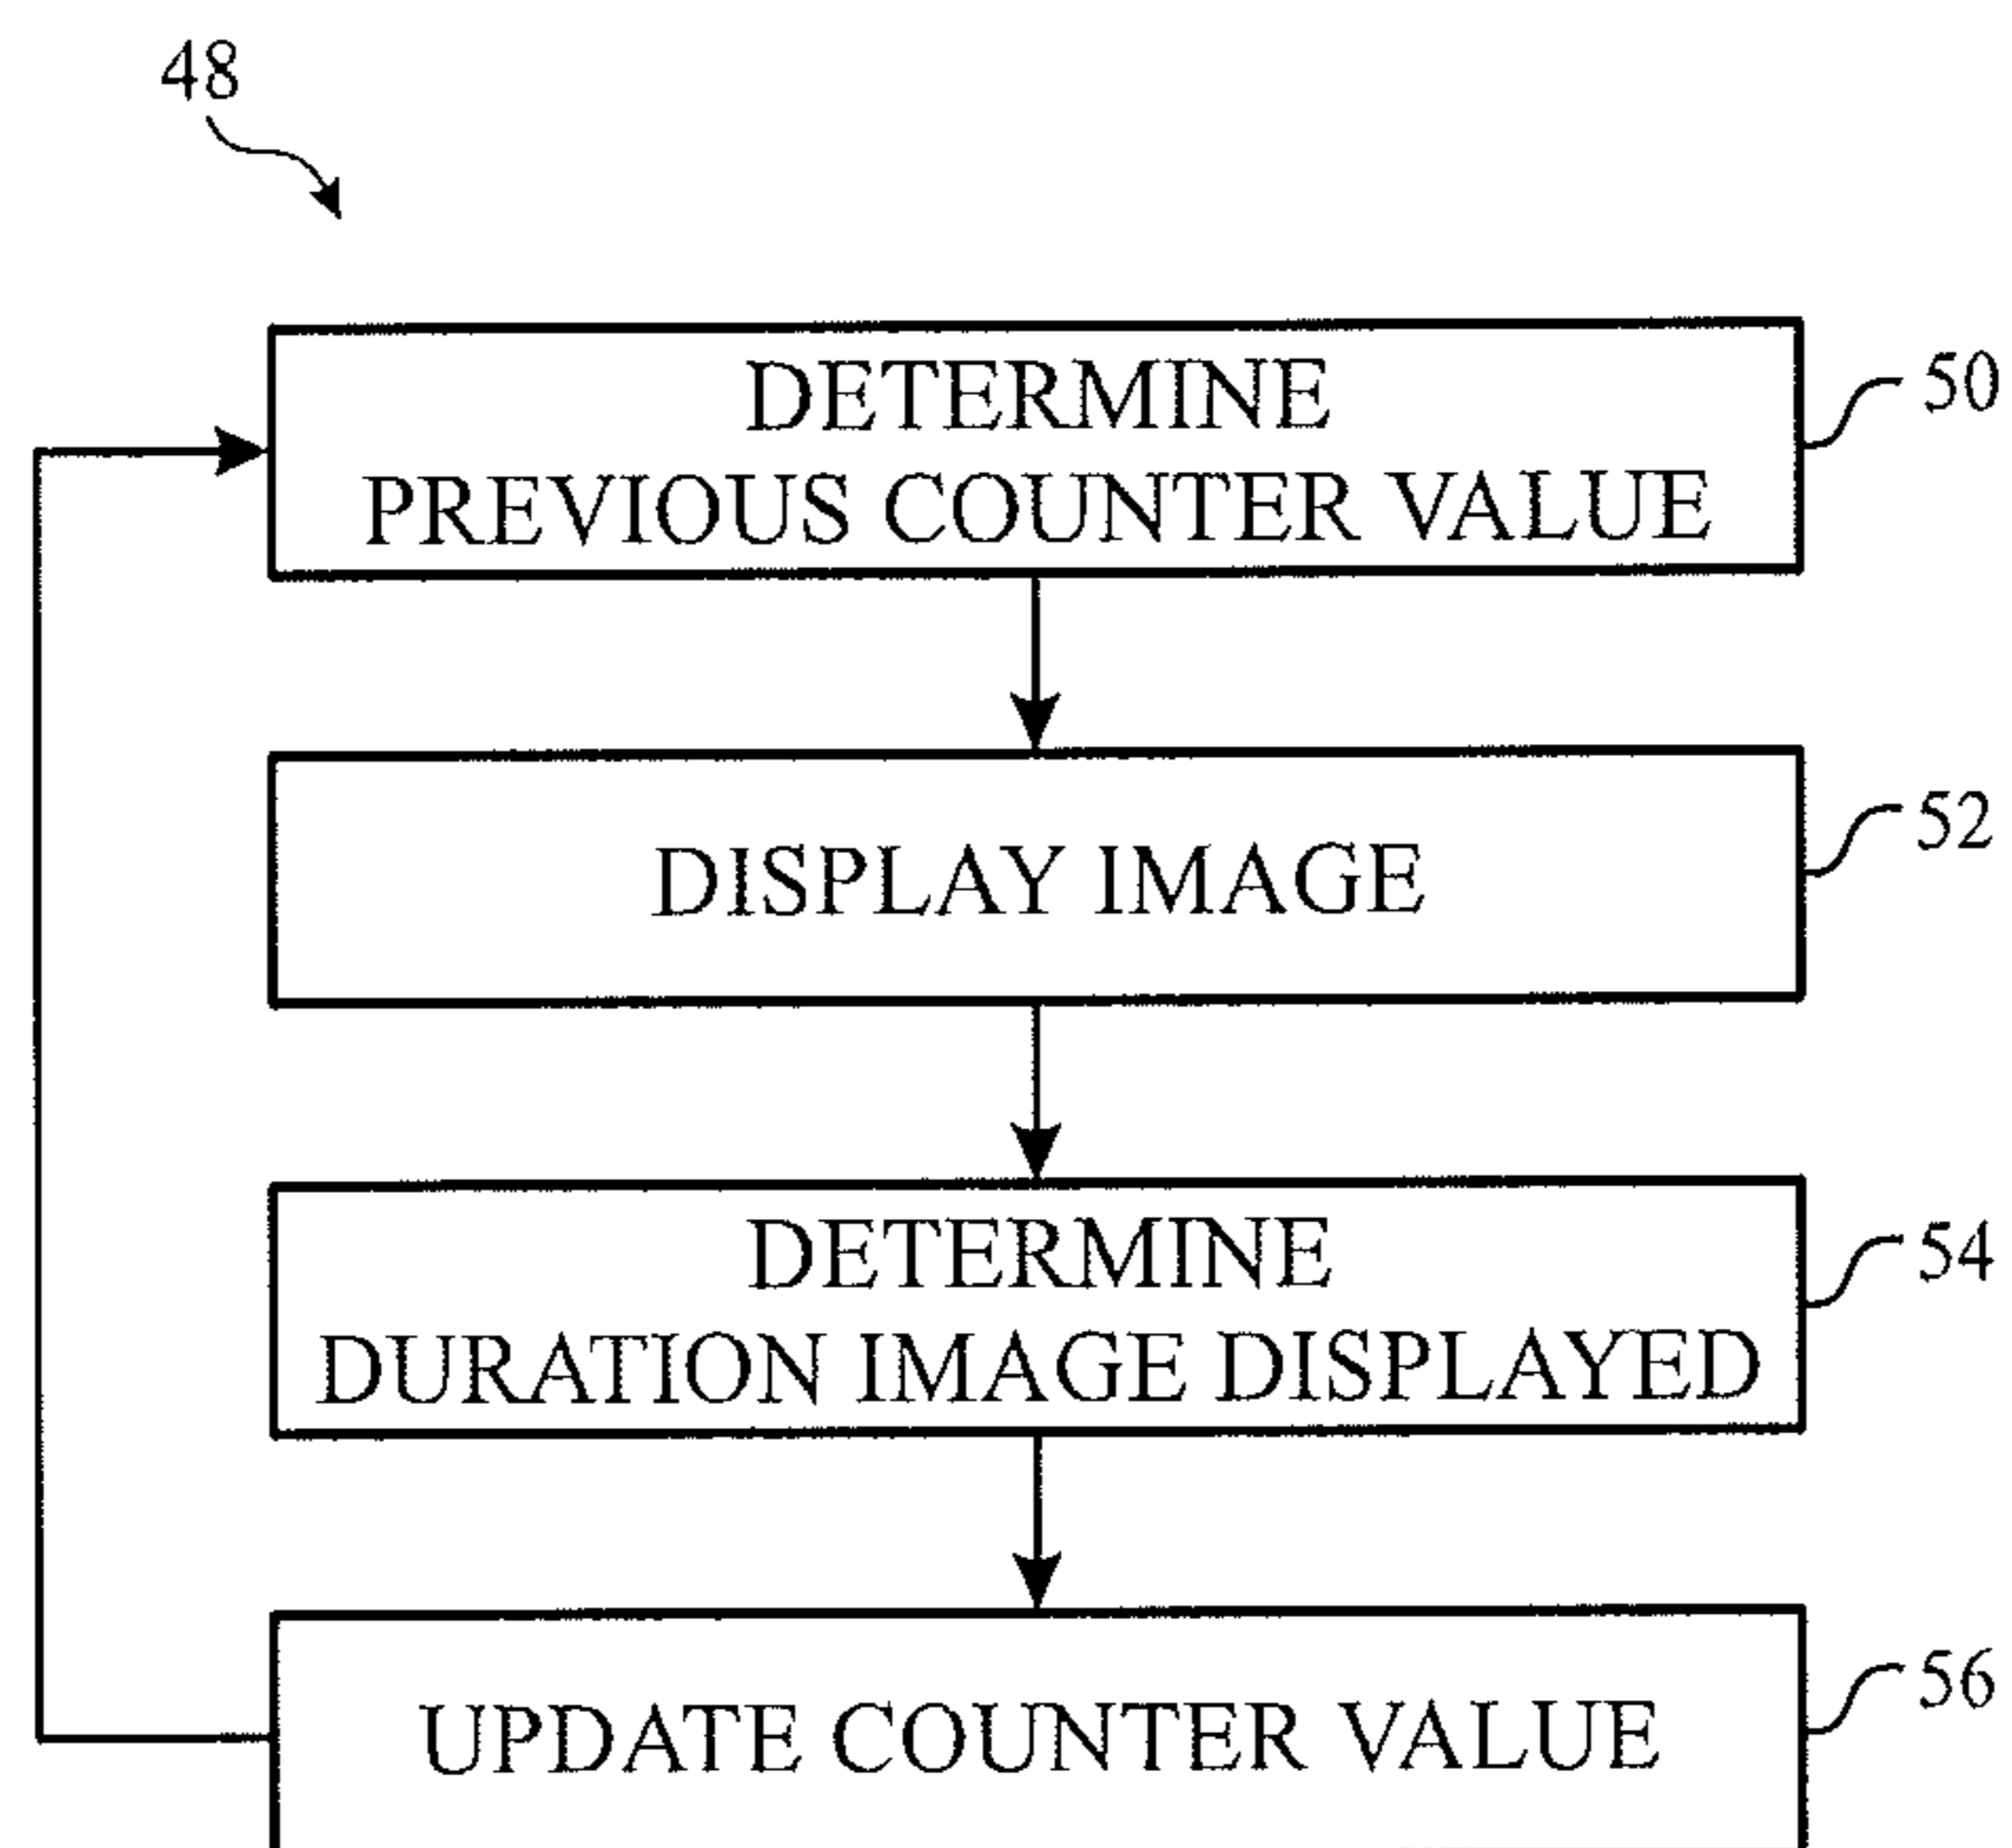 48
DETERMINE
PREVIOUS COUNTER VALUE
50
DISPLAY IMAGE
52
DETERMINE
DURATION IMAGE DISPLAYED
54
UPDATE COUNTER VALUE
56